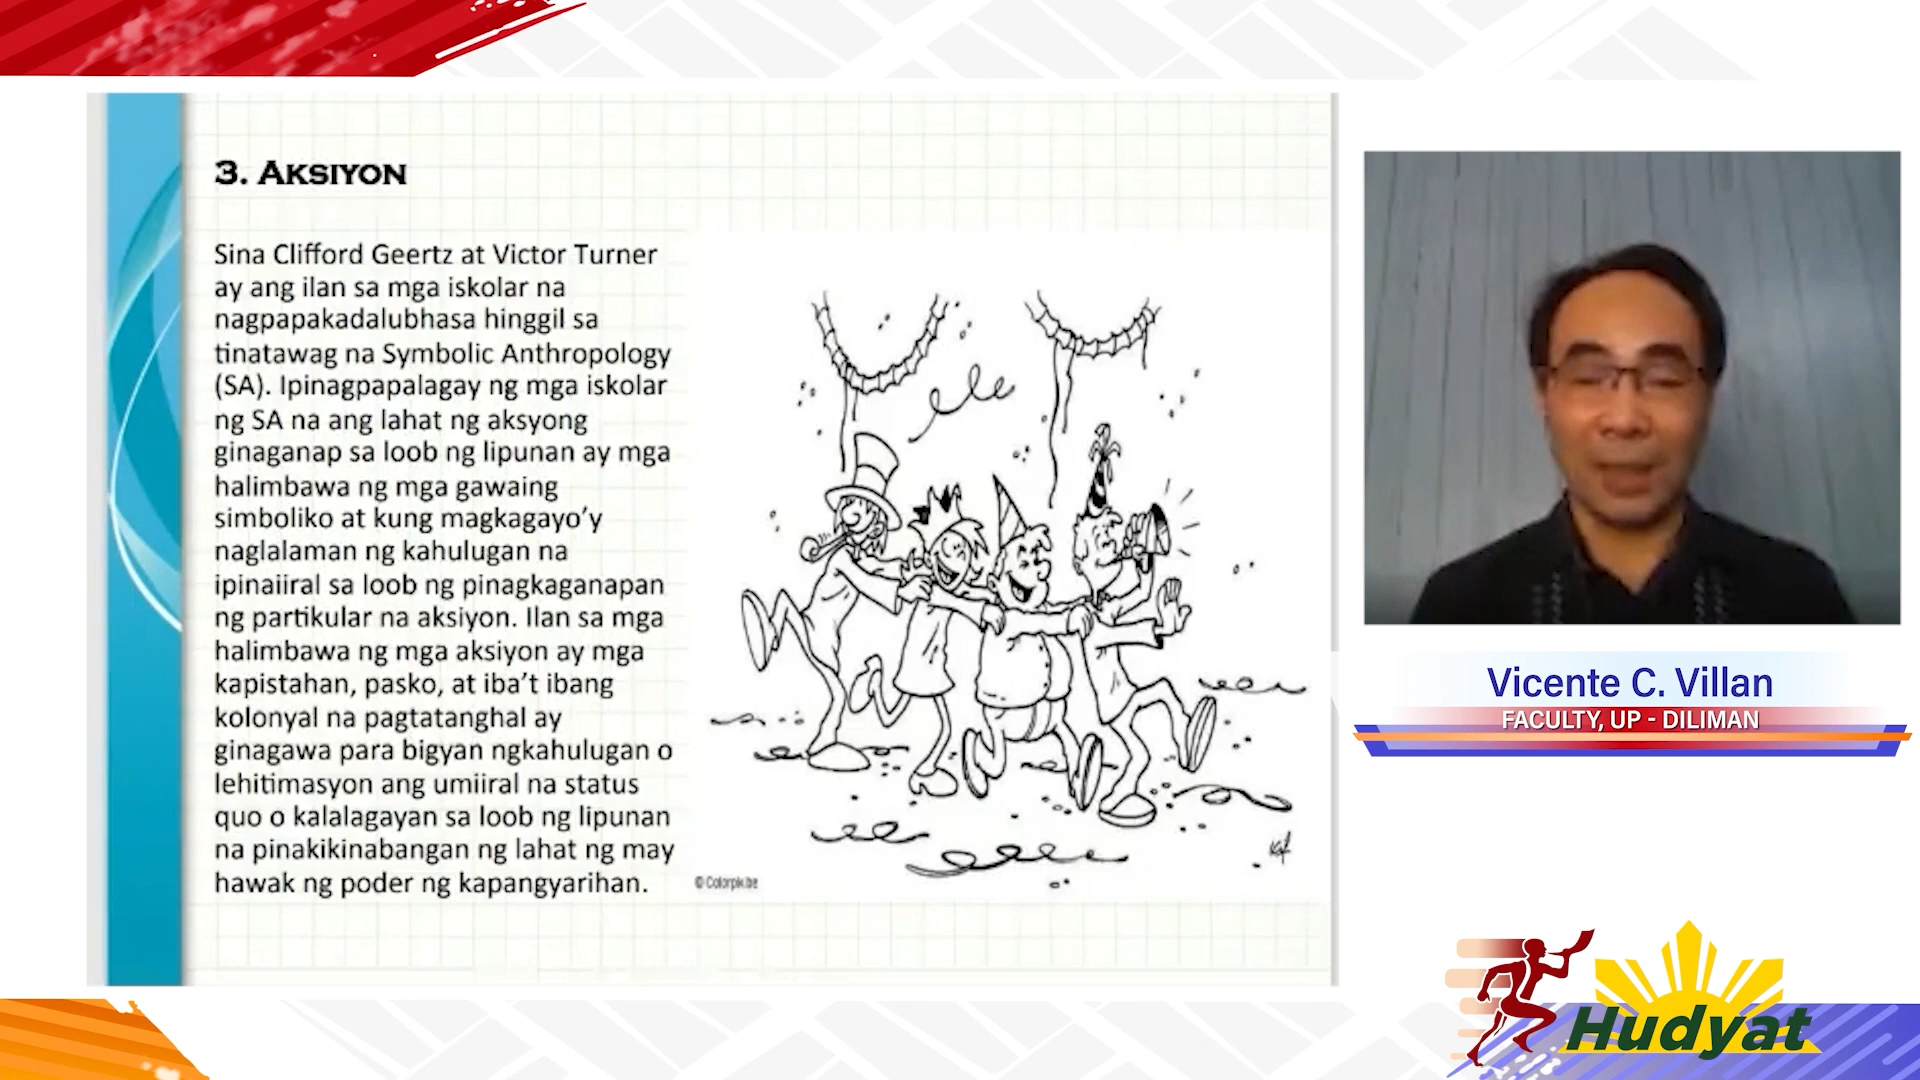 3. AKSIYON
Sina Clifford Geertz at Victor Turner
ay ang ilan sa mga iskolar na
nagpapakadalubhasa hinggil sa
tinatawag na Symbolic Anthropology
(SA). Ipinagpapalagay ng mga iskolar
ng SA na ang lahat ng aksyong
ginaganap sa loob ng lipunan ay mga
halimbawa ng mga gawaing
simboliko at kung magkagayo’y
naglalaman ng kahulugan na
ipinaiiral sa loob ng pinagkaganapan
ng partikular na aksiyon. Ilan sa mga
halimbawa ng mga aksiyon ay mga
kapistahan, pasko, at iba’t ibang
kolonyal na pagtatanghal ay
ginagawa para bigyan ngkahulugan o
lehitimasyon ang umiiral na status
quo o kalalagayan sa loob ng lipunan
na pinakikinabangan ng lahat ng may
hawak ng poder ng kapangyarihan.
© Colorpik.be
Vicente C. Villan
FACULTY, UP - DILIMAN
Hudyat